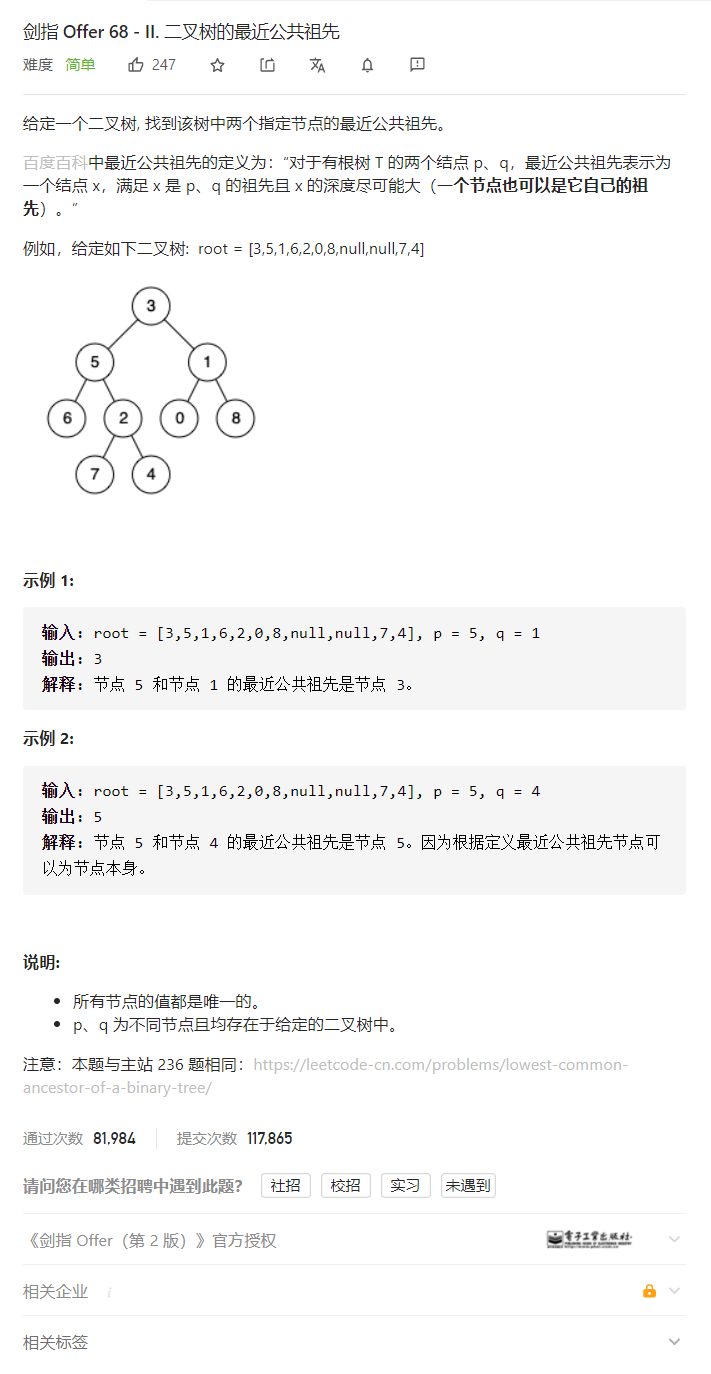 剑指 Offer 68 - II. 二叉树的最近公共祖先
难度 简单 247
给定一个二叉树, 找到该树中两个指定节点的最近公共祖先。
百度百科中最近公共祖先的定义为：“对于有根树 T 的两个结点 p、q，最近公共祖先表示为
一个结点 x，满足 x 是 p、q 的祖先且 x 的深度尽可能大（一个节点也可以是它自己的祖
先）。”
例如，给定如下二叉树: root = [3,5,1,6,2,0,8,null,null,7,4]
3
5 1
6 2 0 8
7 4
示例 1:
输入: root = [3,5,1,6,2,0,8,null,null,7,4], p = 5, q = 1
输出: 3
解释: 节点 5 和节点 1 的最近公共祖先是节点 3。
示例 2:
输入: root = [3,5,1,6,2,0,8,null,null,7,4], p = 5, q = 4
输出: 5
解释: 节点 5 和节点 4 的最近公共祖先是节点 5。因为根据定义最近公共祖先节点可
以为节点本身。
说明:
所有节点的值都是唯一的。
p、q 为不同节点且均存在于给定的二叉树中。
注意：本题与主站 236 题相同：https://leetcode-cn.com/problems/lowest-common-
ancestor-of-a-binary-tree/
通过次数 81,984 提交次数 117,865
请问您在哪类招聘中遇到此题？ 社招 校招 实习 未遇到
《剑指 Offer（第 2 版）》官方授权 电子工业出版社
相关企业 i
相关标签